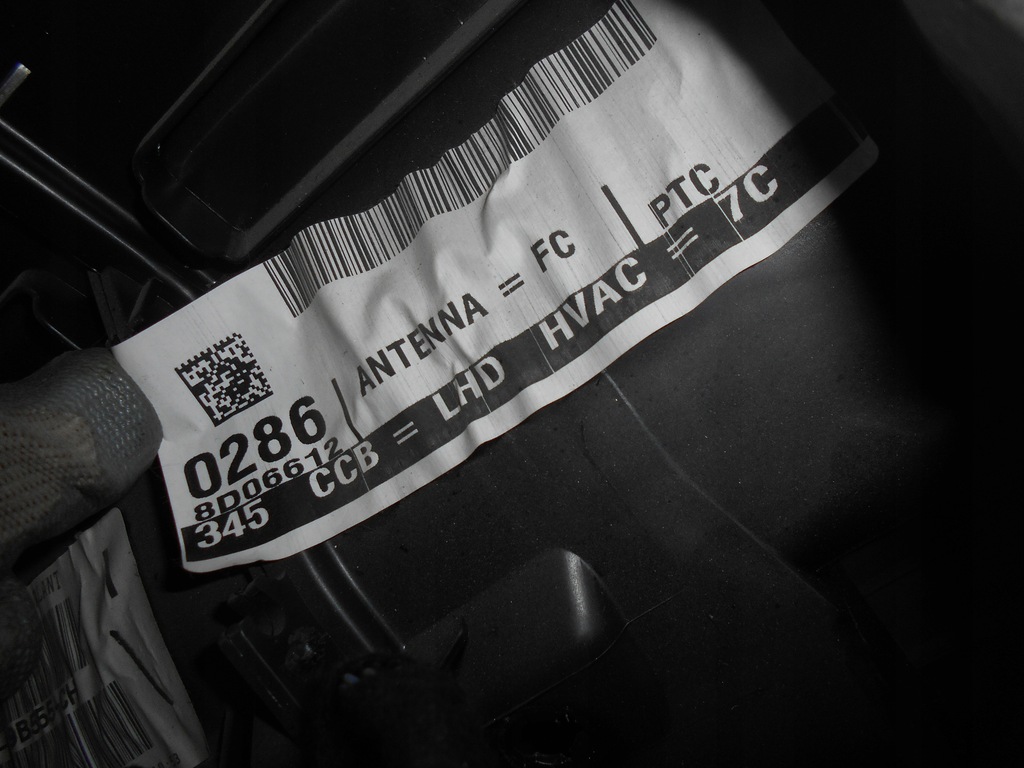 0286 | ANTENNA = FC | PTC
8D06612
345 CCB = LHD HVAC = 7C